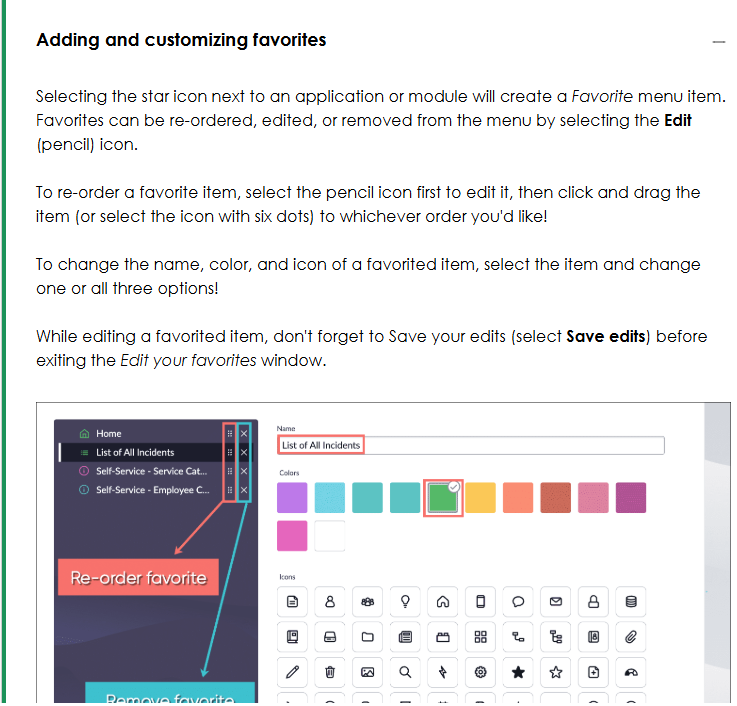 Adding and customizing favorites
Selecting the star icon next to an application or module will create a Favorite menu item.
Favorites can be re-ordered, edited, or removed from the menu by selecting the Edit
(pencil) icon.
To re-order a favorite item, select the pencil icon first to edit it, then click and drag the
item (or select the icon with six dots) to whichever order you'd like!
To change the name, color, and icon of a favorited item, select the item and change
one or all three options!
While editing a favorited item, don't forget to Save your edits (select Save edits) before
exiting the Edit your favorites window.
Home
List of All Incidents
Self-Service - Service Cat...
Self-Service - Employee C...
Re-order favorite
Remove favorite
Name
List of All Incidents
Colors
Icons